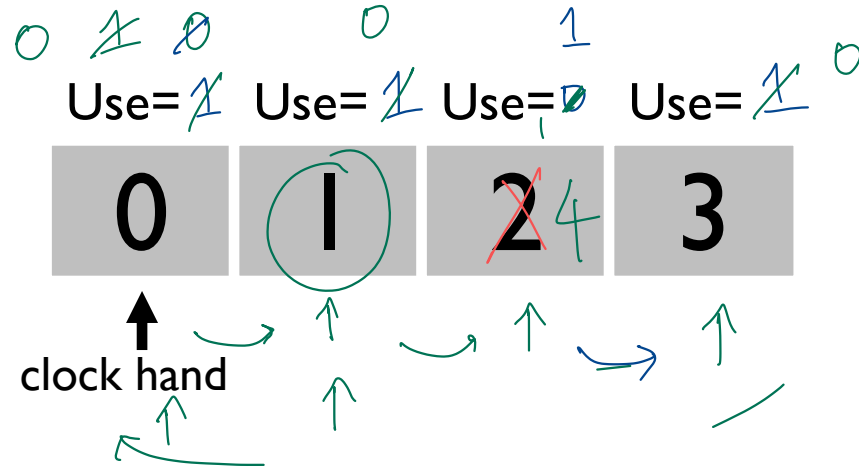 0 1 0 0 1 0
Use= 1 Use= 1 Use= 0 Use= 1
0 1 2 4 3
clock hand